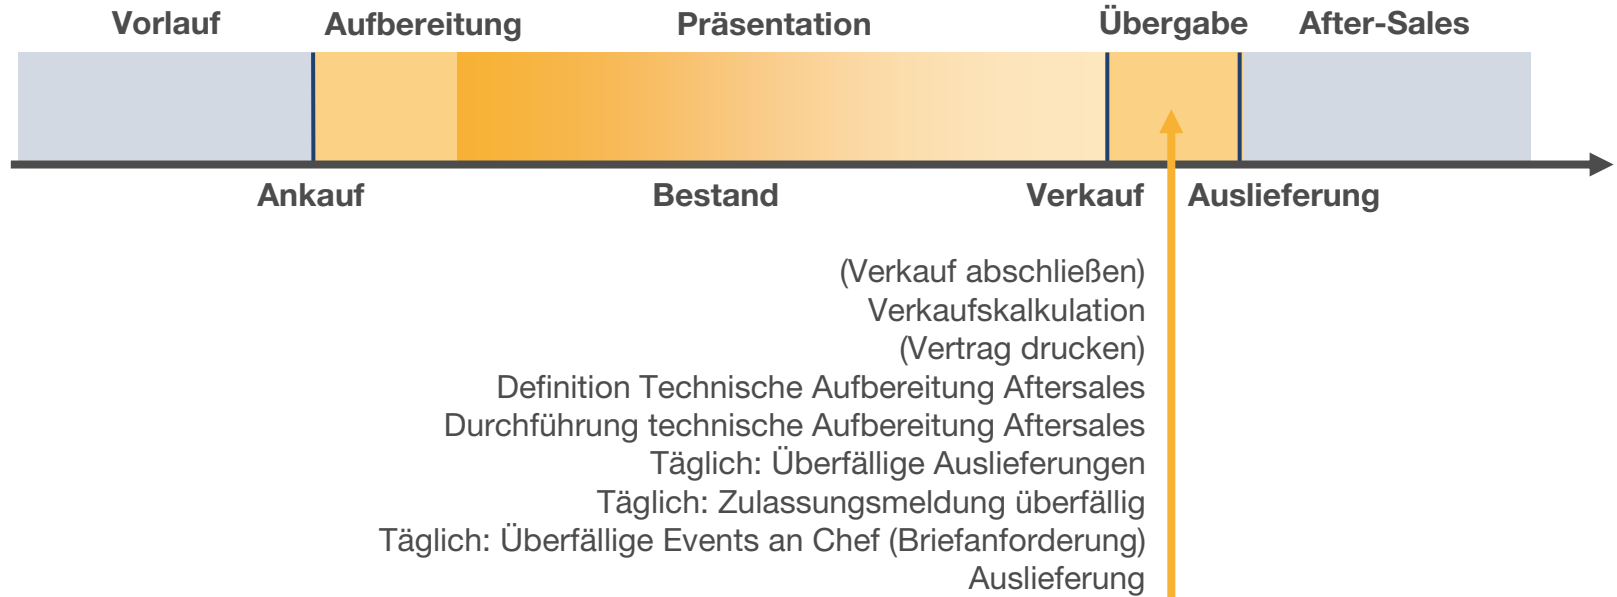 Vorlauf Aufbereitung Präsentation Übergabe After-Sales
Ankauf Bestand Verkauf Auslieferung
(Verkauf abschließen)
Verkaufskalkulation
(Vertrag drucken)
Definition Technische Aufbereitung Aftersales
Durchführung technische Aufbereitung Aftersales
Täglich: Überfällige Auslieferungen
Täglich: Zulassungsmeldung überfällig
Täglich: Überfällige Events an Chef (Briefanforderung)
Auslieferung